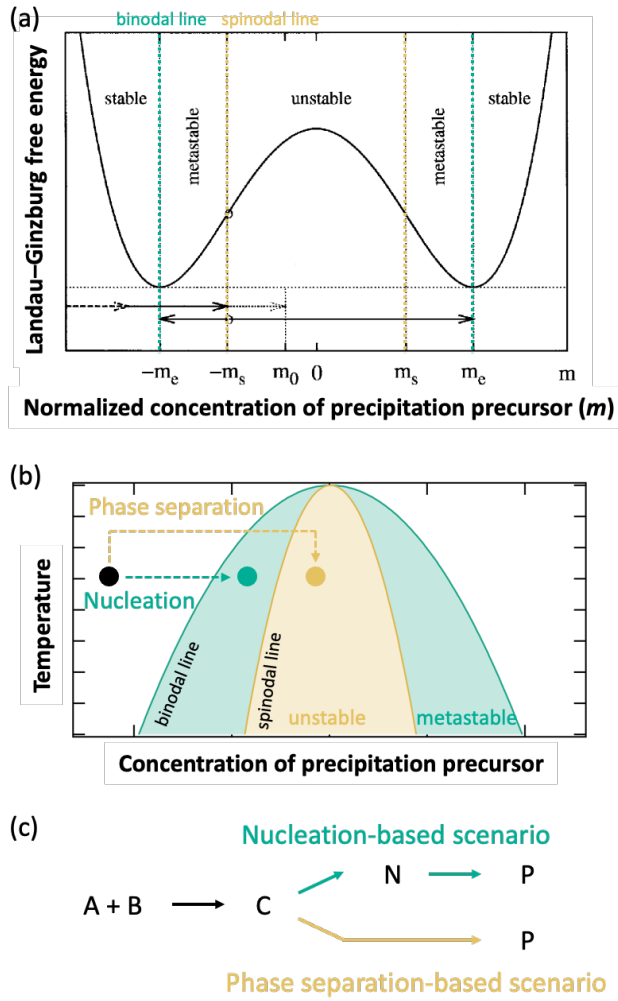 (a)
binodal line spinodal line
stable
metastable
unstable
metastable
stable
Landau–Ginzburg free energy
−mₑ −mₛ m₀ 0 mₛ mₑ m
Normalized concentration of precipitation precursor (m)
(b)
Phase separation
Nucleation
binodal line
spinodal line
unstable
metastable
Temperature
Concentration of precipitation precursor
(c)
Nucleation-based scenario
N P
A + B C
P
Phase separation-based scenario